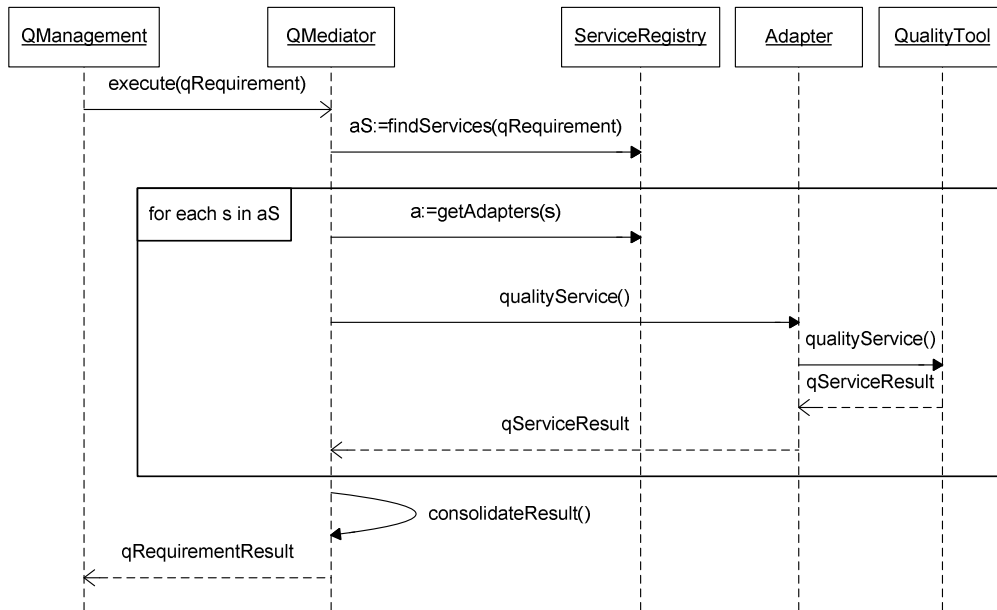 QManagement
QMediator
ServiceRegistry
Adapter
QualityTool
execute(qRequirement)
aS:=findServices(qRequirement)
for each s in aS
a:=getAdapters(s)
qualityService()
qualityService()
qServiceResult
qServiceResult
consolidateResult()
qRequirementResult